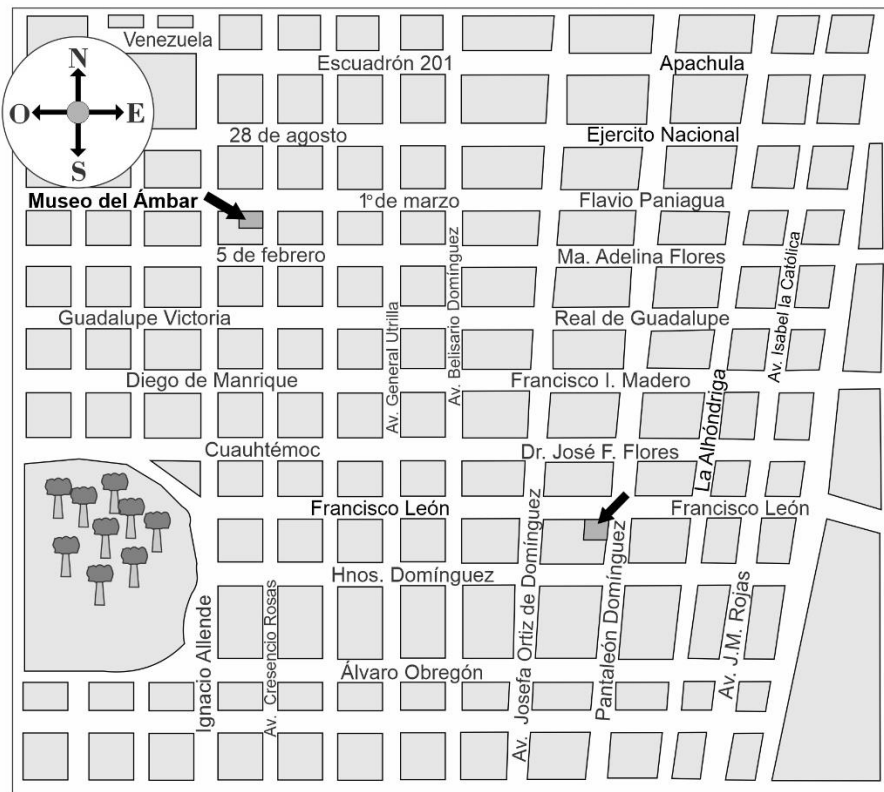 Venezuela
Escuadrón 201
Apachula
N
O
E
S
28 de agosto
Ejercito Nacional
Museo del Ámbar
1° de marzo
Flavio Paniagua
5 de febrero
Ma. Adelina Flores
Guadalupe Victoria
Real de Guadalupe
Av. General Utrilla
Av. Belisario Domínguez
Av. Isabel la Católica
Diego de Manrique
Francisco I. Madero
La Alhóndriga
Cuauhtémoc
Dr. José F. Flores
Francisco León
Francisco León
Hnos. Domínguez
Av. Josefa Ortiz de Domínguez
Pantaleón Domínguez
Av. J.M. Rojas
Ignacio Allende
Av. Cresencio Rosas
Álvaro Obregón